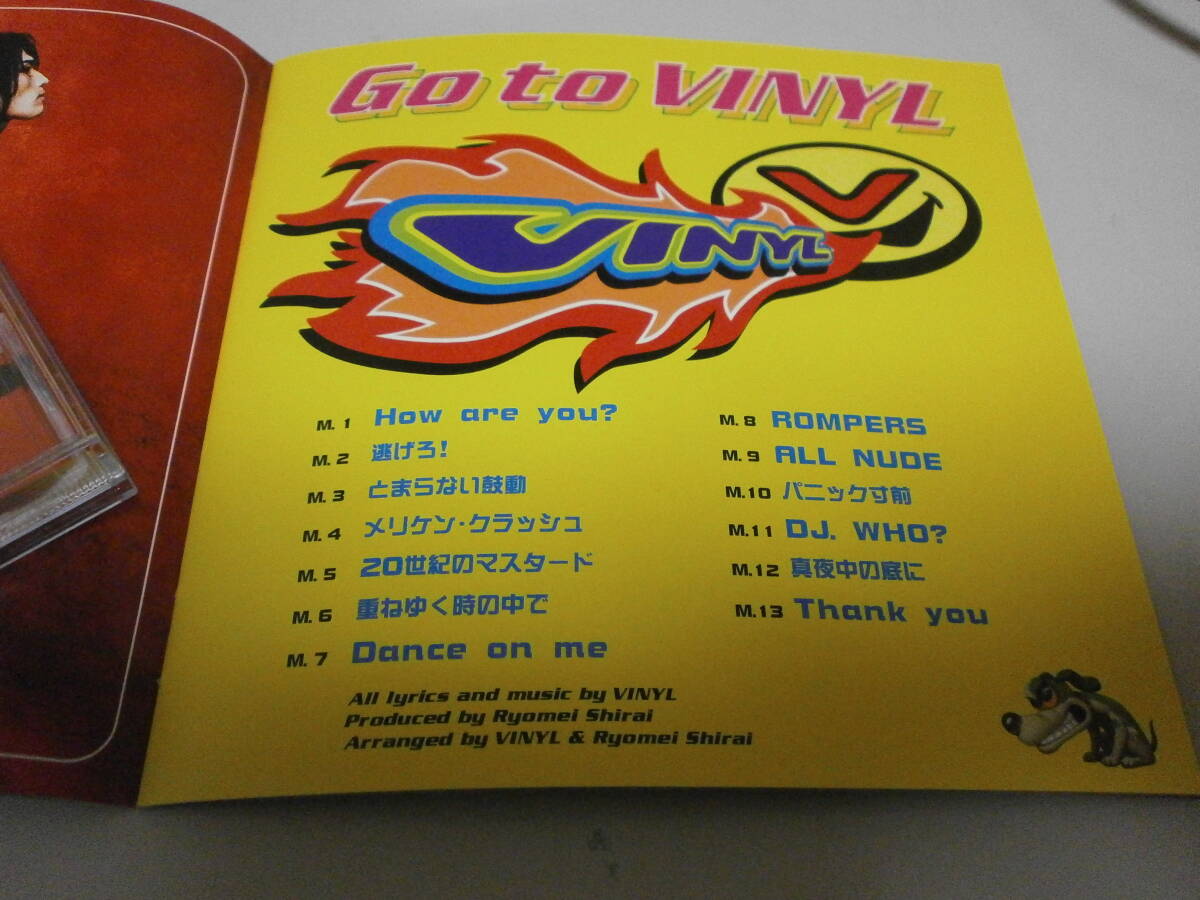 Go to VINYL
VINYL
V
M. 1 How are you?
M. 2 逃げろ!
M. 3 とまらない鼓動
M. 4 メリケン・クラッシュ
M. 5 20世紀のマスタード
M. 6 重ねゆく時の中で
M. 7 Dance on me
M. 8 ROMPERS
M. 9 ALL NUDE
M.10 パニック寸前
M.11 DJ. WHO?
M.12 真夜中の底に
M.13 Thank you
All lyrics and music by VINYL
Produced by Ryomei Shirai
Arranged by VINYL & Ryomei Shirai